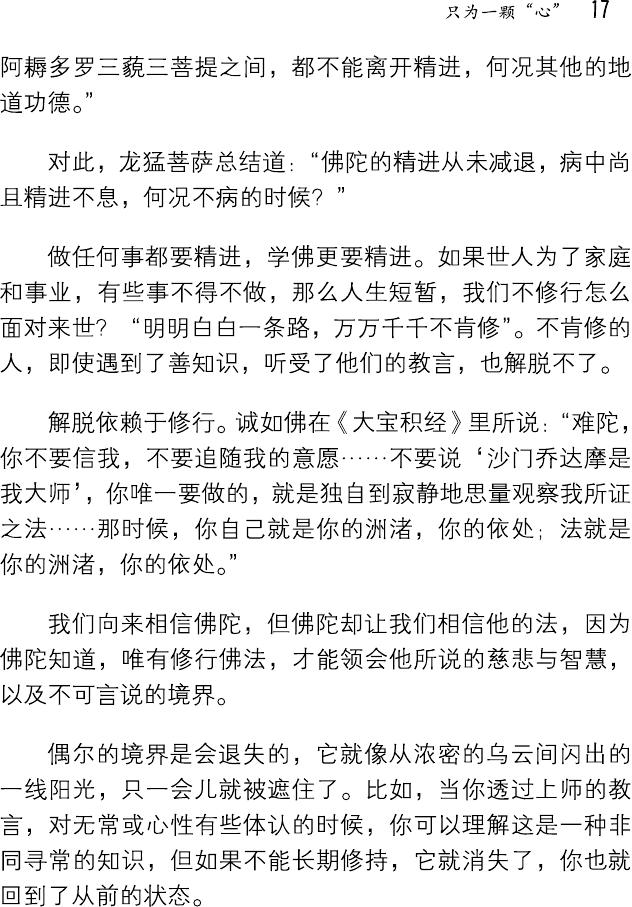 只为一颗“心” 17
阿耨多罗三藐三菩提之间，都不能离开精进，何况其他的地
道功德。”
对此，龙猛菩萨总结道：“佛陀的精进从未减退，病中尚
且精进不息，何况不病的时候？”
做任何事都要精进，学佛更要精进。如果世人为了家庭
和事业，有些事不得不做，那么人生短暂，我们不修行怎么
面对来世？“明明白白一条路，万万千千不肯修”。不肯修的
人，即使遇到了善知识，听受了他们的教言，也解脱不了。
解脱依赖于修行。诚如佛在《大宝积经》里所说：“难陀，
你不要信我，不要追随我的意愿……不要说‘沙门乔达摩是
我大师’，你唯一要做的，就是独自到寂静地思量观察我所证
之法……那时候，你自己就是你的洲渚，你的依处；法就是
你的洲渚，你的依处。”
我们向来相信佛陀，但佛陀却让我们相信他的法，因为
佛陀知道，唯有修行佛法，才能领会他所说的慈悲与智慧，
以及不可言说的境界。
偶尔的境界是会退失的，它就像从浓密的乌云间闪出的
一线阳光，只一会儿就被遮住了。比如，当你透过上师的教
言，对无常或心性有些体认的时候，你可以理解这是一种非
同寻常的知识，但如果不能长期修持，它就消失了，你也就
回到了从前的状态。